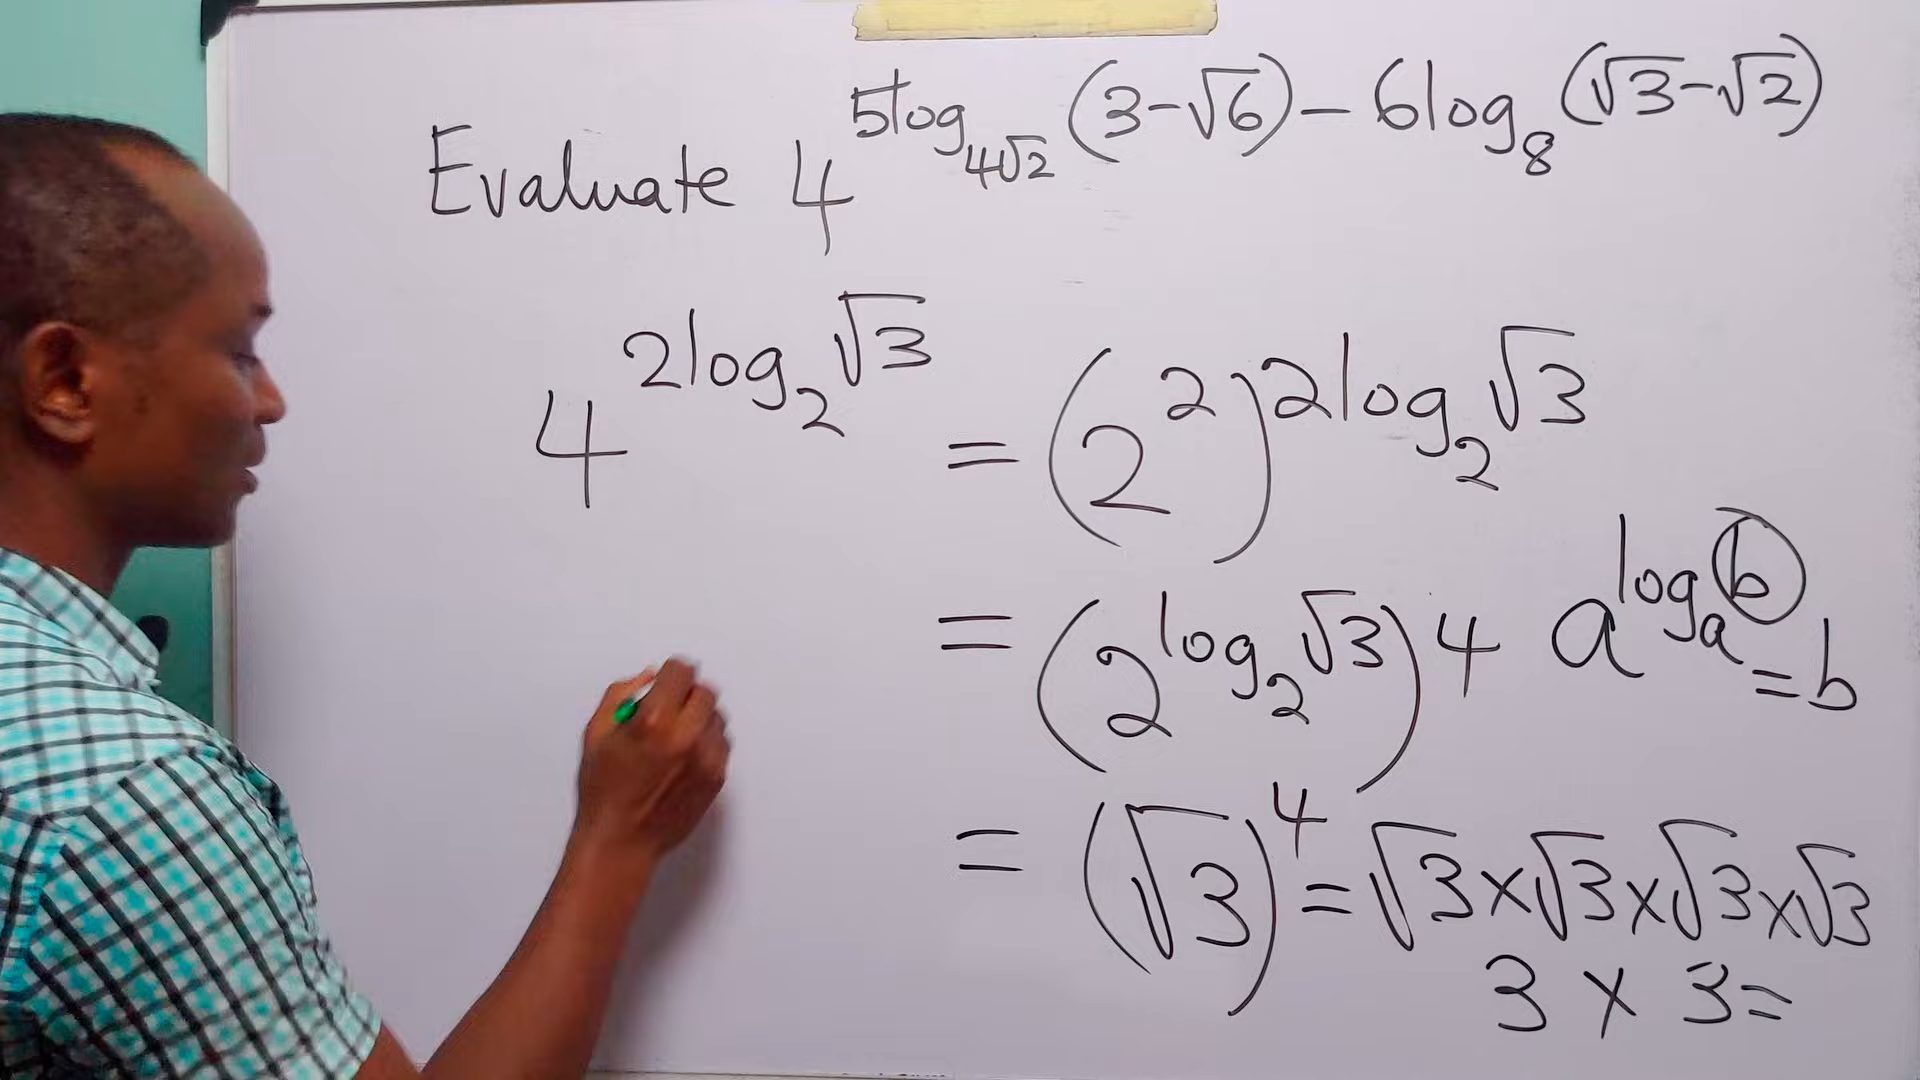 Evaluate 4^(5log_(4√2) (3-√6) - 6log_8 (√3-√2))
4^(2log_2 √3) = (2^2)^(2log_2 √3)
= (2^(log_2 √3))^4
a^(log_a b) = b
= (√3)^4 = √3×√3×√3×√3
3 × 3 =